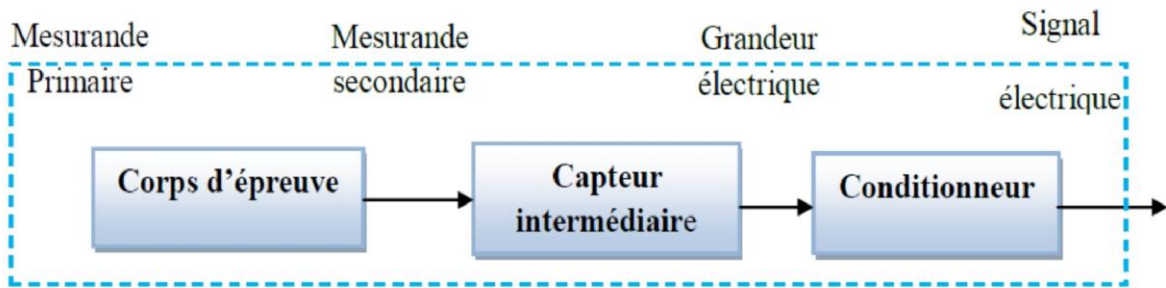 Mesurande
Primaire
Mesurande
secondaire
Grandeur
électrique
Signal
électrique
Corps d'épreuve
Capteur
intermédiaire
Conditionneur